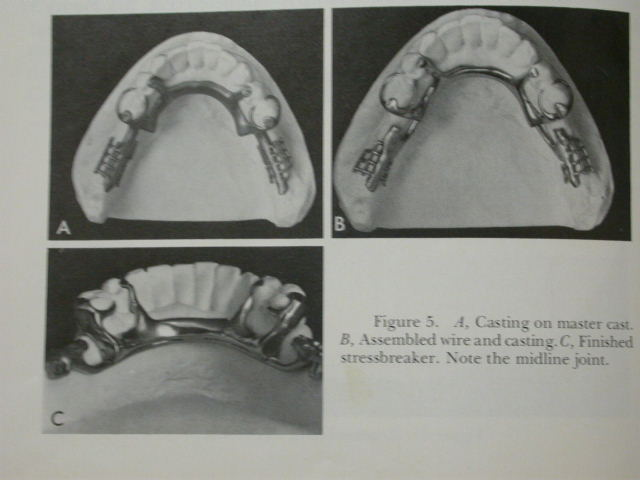 A
B
C
Figure 5. A, Casting on master cast.
B, Assembled wire and casting. C, Finished
stressbreaker. Note the midline joint.